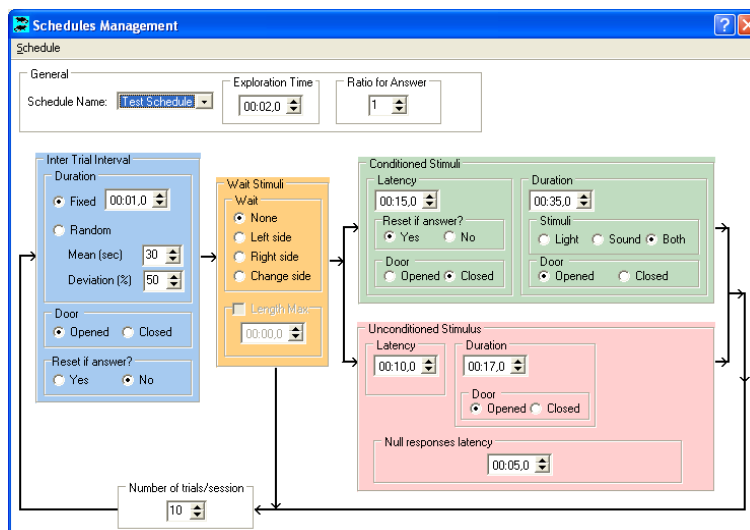 Schedules Management
Schedule
General
Schedule Name: Test Schedule
Exploration Time
00:02,0
Ratio for Answer
1
Inter Trial Interval
Duration
Fixed 00:01,0
Random
Mean (sec) 30
Deviation (%) 50
Door
Opened Closed
Reset if answer?
Yes No
Wait Stimuli
Wait
None
Left side
Right side
Change side
Length Max
00:00,0
Conditioned Stimuli
Latency
00:15,0
Reset if answer?
Yes No
Door
Opened Closed
Duration
00:35,0
Stimuli
Light Sound Both
Door
Opened Closed
Unconditioned Stimulus
Latency
00:10,0
Duration
00:17,0
Door
Opened Closed
Null responses latency
00:05,0
Number of trials/session
10